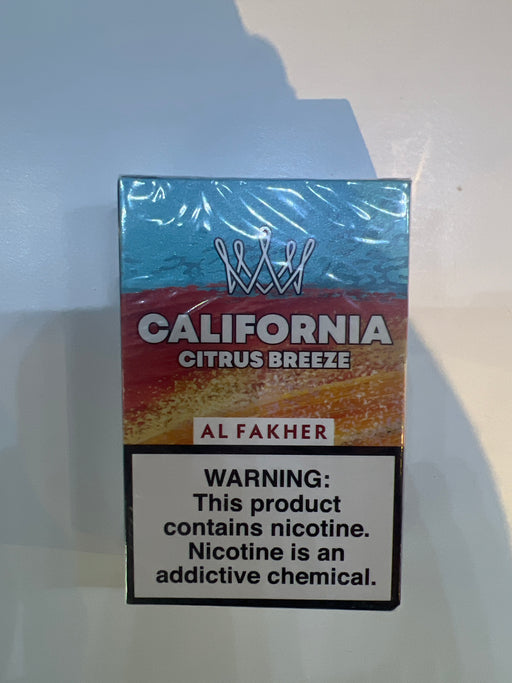 CALIFORNIA
CITRUS BREEZE
AL FAKHER
WARNING:
This product
contains nicotine.
Nicotine is an
addictive chemical.